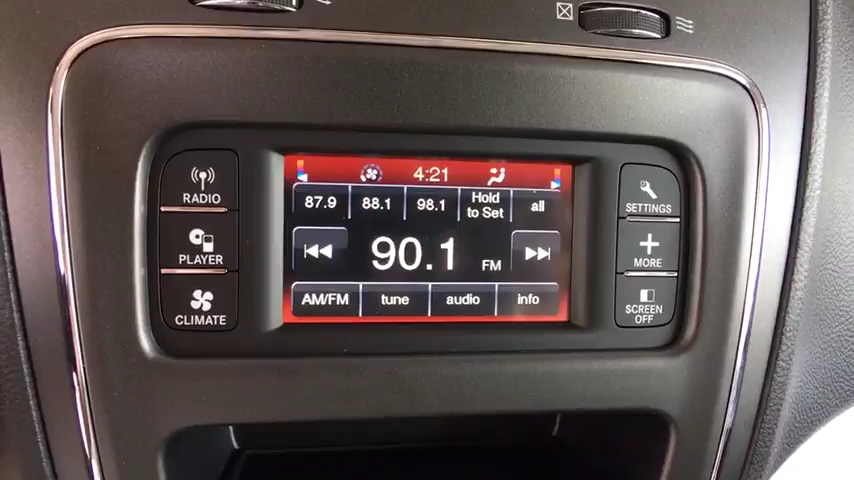 RADIO
PLAYER
CLIMATE
4:21
87.9 88.1 98.1 Hold to Set all
90.1 FM
AM/FM tune audio info
SETTINGS
MORE
SCREEN
OFF